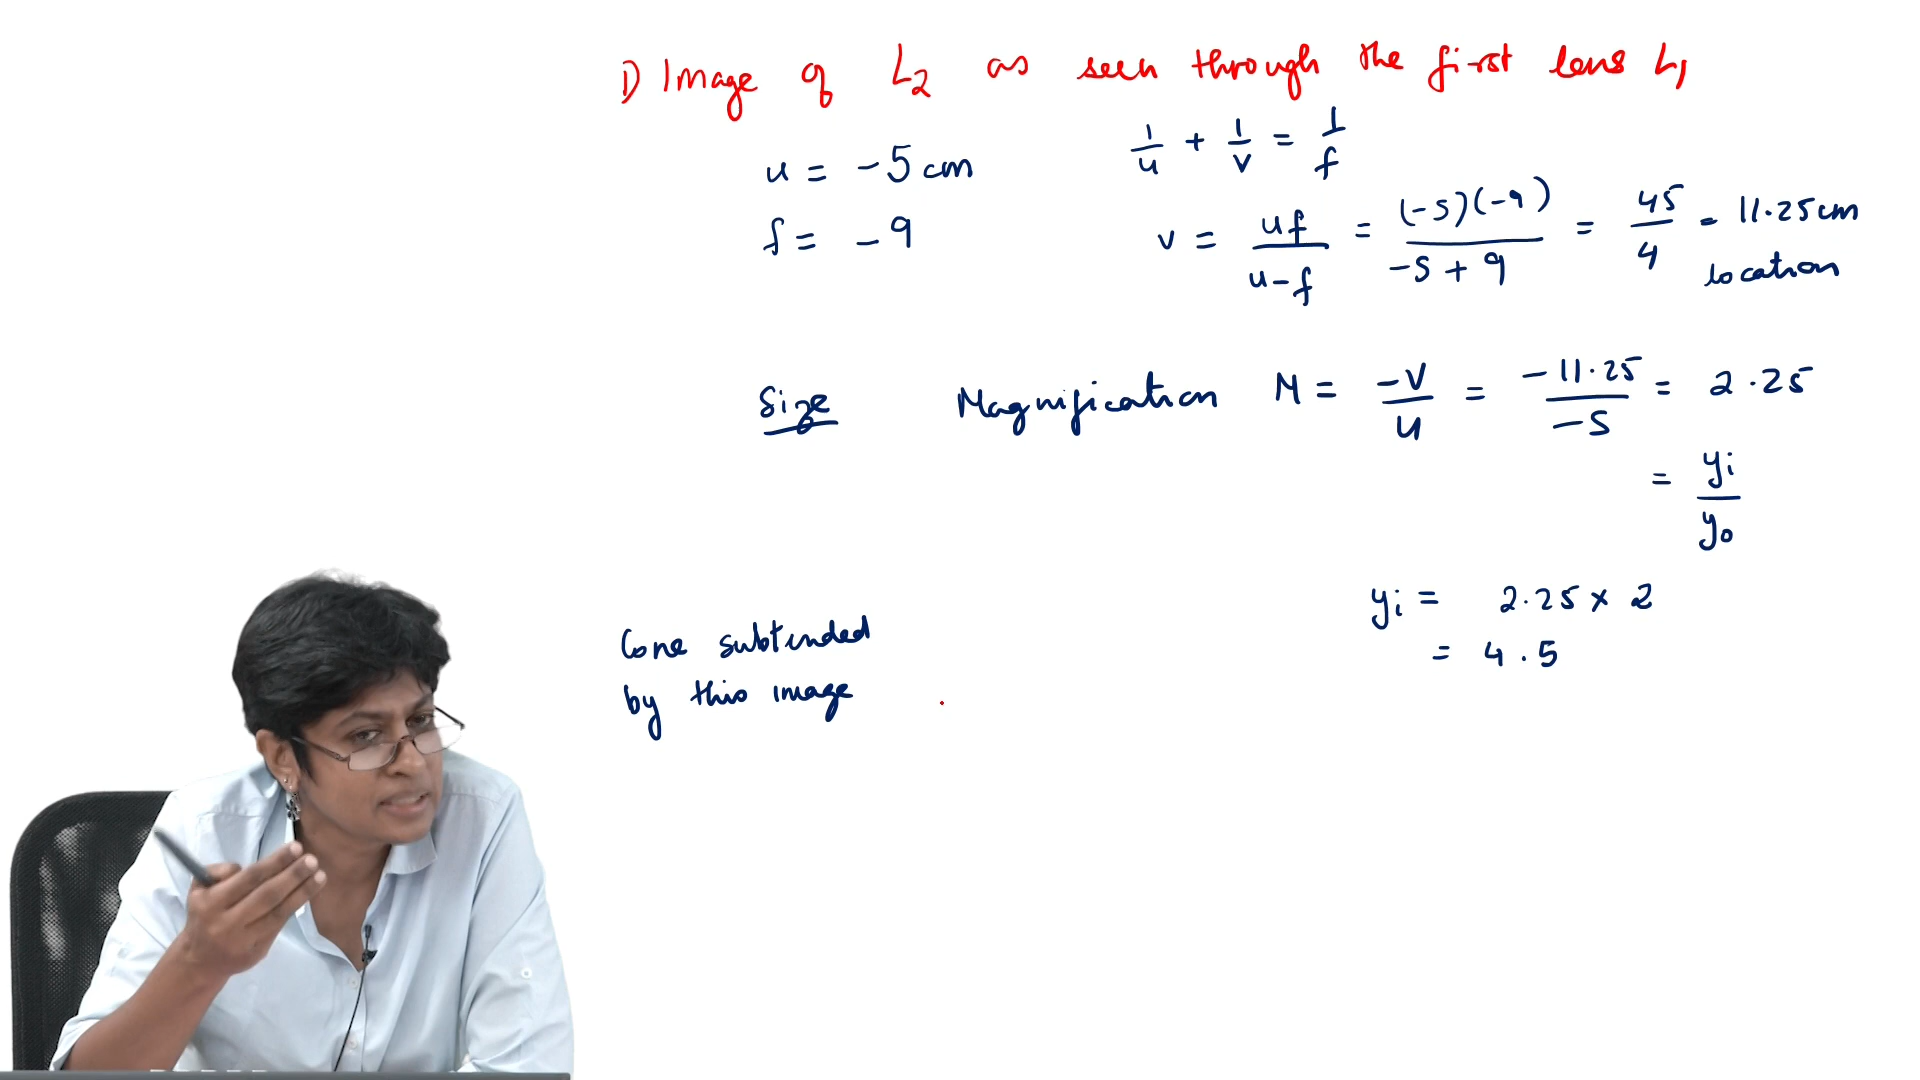 1) Image of L2 as seen through the first lens L1
u = -5 cm
1/u + 1/v = 1/f
f = -9
v = uf/(u-f) = (-5)(-9)/(-5+9) = 45/4 = 11.25cm
location
Size Magnification M = -v/u = -11.25/-5 = 2.25
= yi/yo
yi = 2.25 x 2
= 4.5
Cone subtended
by this image